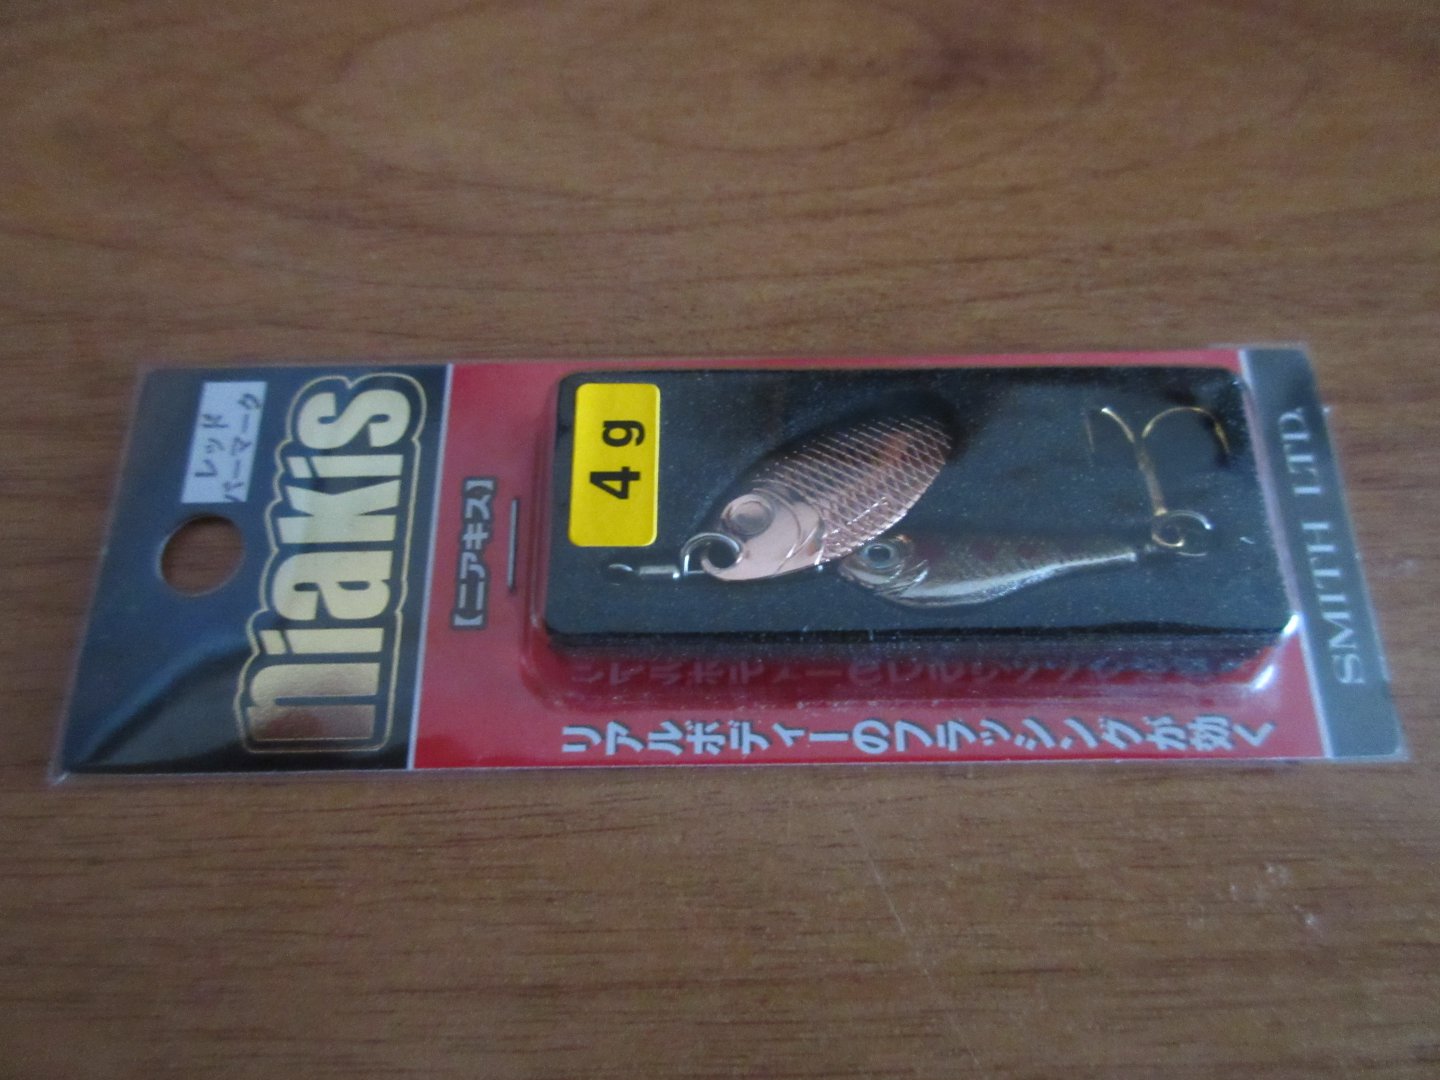 レッド
パーマーク
niakis
【ニアキス】
4g
リアルボディーのフラッシングが効く
SMITH LTD.